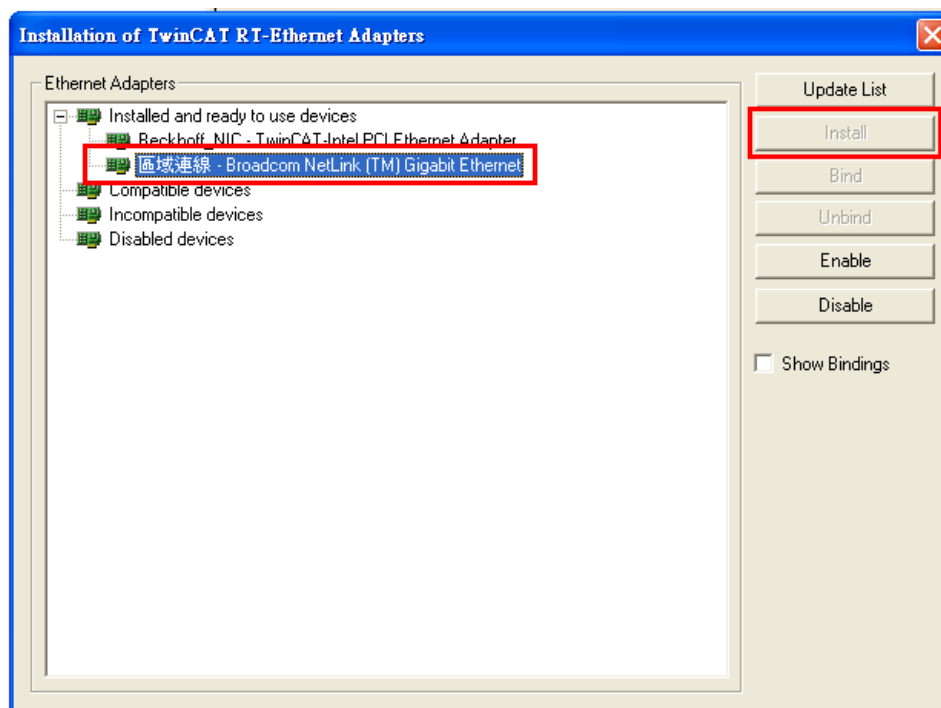 Installation of TwinCAT RT-Ethernet Adapters
Ethernet Adapters
Installed and ready to use devices
Beckhoff_NIC - TwinCAT-Intel PCI Ethernet Adapter
區域連線 - Broadcom NetLink (TM) Gigabit Ethernet
Compatible devices
Incompatible devices
Disabled devices
Update List
Install
Bind
Unbind
Enable
Disable
Show Bindings